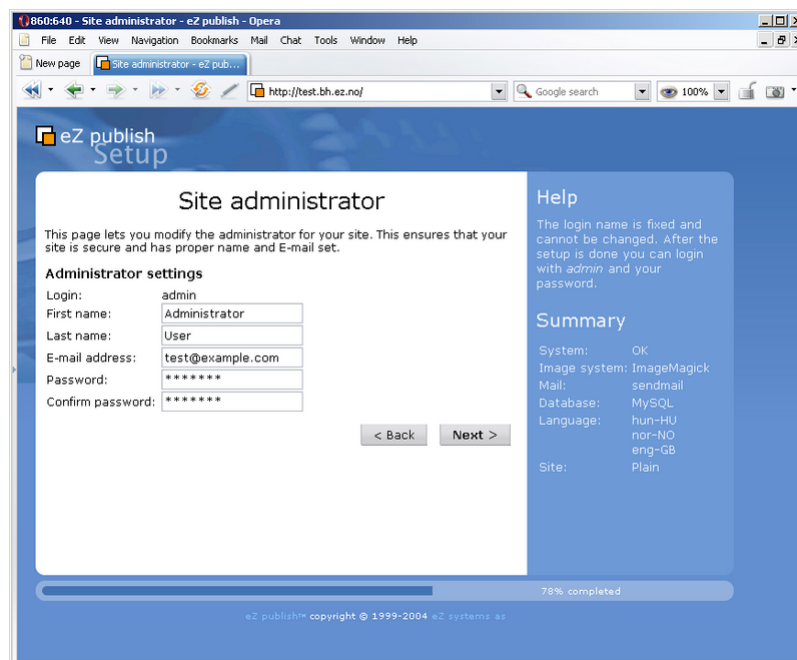 860:640 - Site administrator - eZ publish - Opera
File Edit View Navigation Bookmarks Mail Chat Tools Window Help
New page Site administrator - eZ pub...
http://test.bh.ez.no/ Google search 100%
eZ publish
Setup
Site administrator
This page lets you modify the administrator for your site. This ensures that your
site is secure and has proper name and E-mail set.
Administrator settings
Login: admin
First name: Administrator
Last name: User
E-mail address: test@example.com
Password: *******
Confirm password: *******
< Back Next >
Help
The login name is fixed and
cannot be changed. After the
setup is done you can login
with admin and your
password.
Summary
System: OK
Image system: ImageMagick
Mail: sendmail
Database: MySQL
Language: hun-HU
nor-NO
eng-GB
Site: Plain
78% completed
eZ publish™ copyright © 1999-2004 eZ systems as